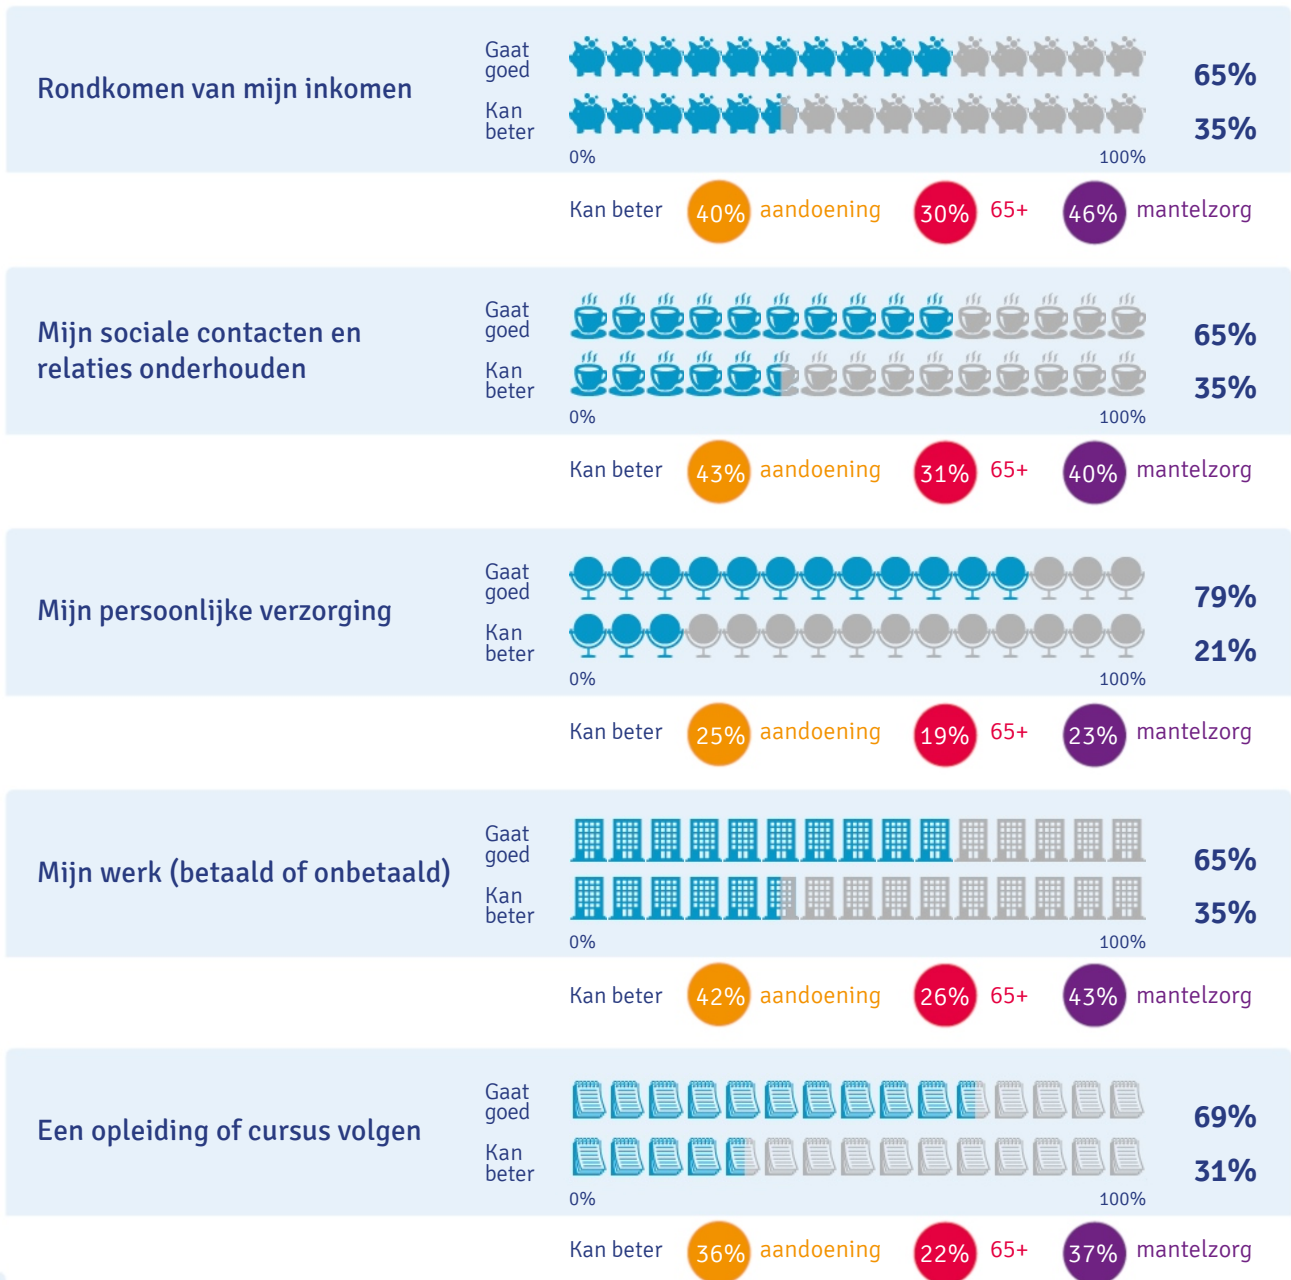 Rondkomen van mijn inkomen
Gaat
goed
65%
Kan
beter
35%
0% 100%
Kan beter 40% aandoening 30% 65+ 46% mantelzorg
Mijn sociale contacten en
relaties onderhouden
Gaat
goed
65%
Kan
beter
35%
0% 100%
Kan beter 43% aandoening 31% 65+ 40% mantelzorg
Mijn persoonlijke verzorging
Gaat
goed
79%
Kan
beter
21%
0% 100%
Kan beter 25% aandoening 19% 65+ 23% mantelzorg
Mijn werk (betaald of onbetaald)
Gaat
goed
65%
Kan
beter
35%
0% 100%
Kan beter 42% aandoening 26% 65+ 43% mantelzorg
Een opleiding of cursus volgen
Gaat
goed
69%
Kan
beter
31%
0% 100%
Kan beter 36% aandoening 22% 65+ 37% mantelzorg